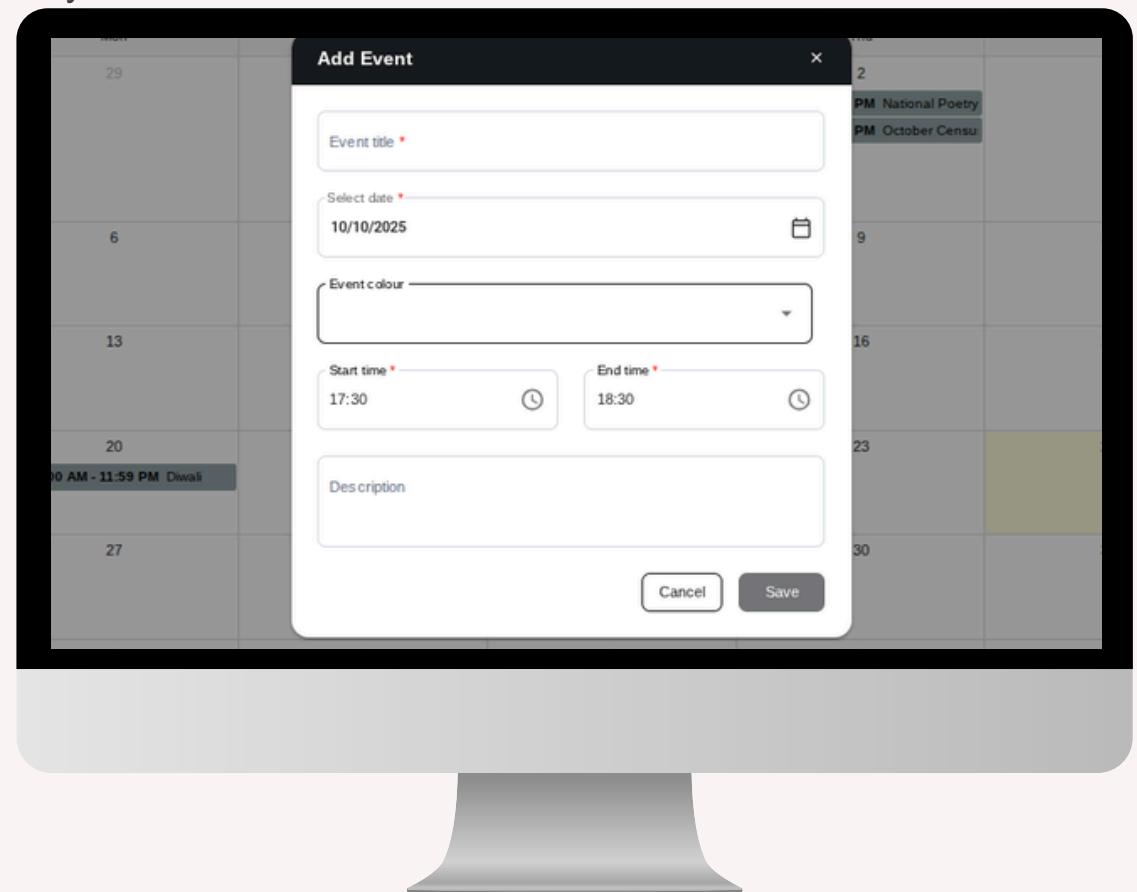 Add Event ×
29
2
PM National Poetry
PM October Censu
Event title *
Select date *
10/10/2025
6
9
Event colour
13
16
Start time * End time *
17:30 18:30
20
23
00 AM - 11:59 PM Diwali
Description
27
30
Cancel Save